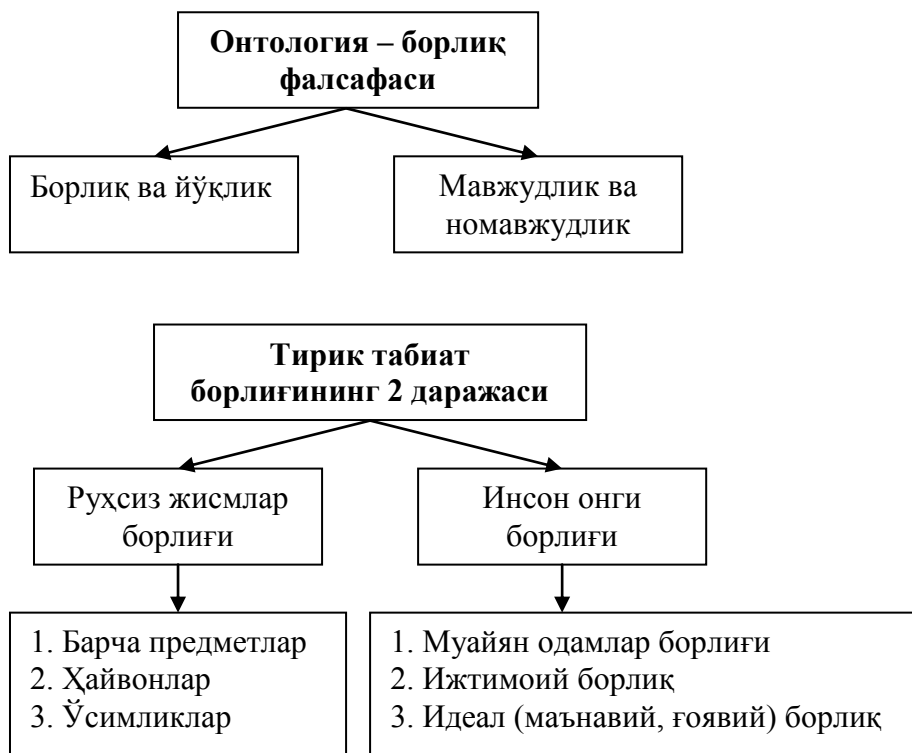 Онтология – борлиқ
фалсафаси
Борлиқ ва йўқлик
Мавжудлик ва
номавжудлик
Тирик табиат
борлиғининг 2 даражаси
Руҳсиз жисмлар
борлиғи
Инсон онги
борлиғи
1. Барча предметлар
2. Ҳайвонлар
3. Ўсимликлар
1. Муайян одамлар борлиғи
2. Ижтимоий борлиқ
3. Идеал (маънавий, ғоявий) борлиқ